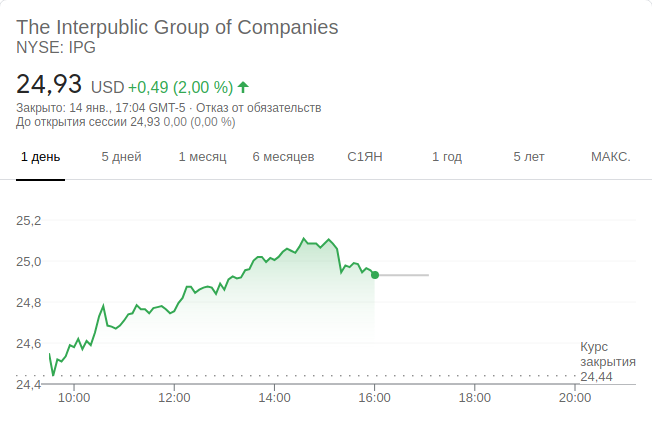 The Interpublic Group of Companies
NYSE: IPG
24,93 USD +0,49 (2,00 %)
Закрыто: 14 янв., 17:04 GMT-5 · Отказ от обязательств
До открытия сессии 24,93 0,00 (0,00 %)
1 день 5 дней 1 месяц 6 месяцев С1ЯН 1 год 5 лет МАКС.
25,2
25,0
24,8
24,6
Курс
закрытия
24,44
24,4
10:00 12:00 14:00 16:00 18:00 20:00